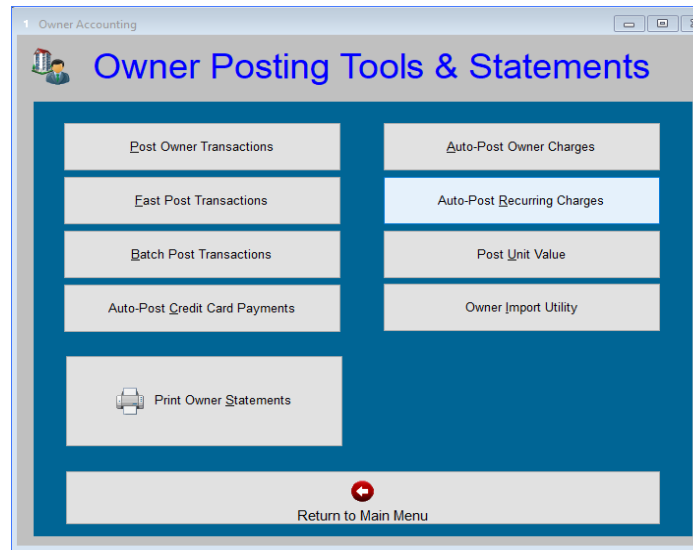 1 Owner Accounting
Owner Posting Tools & Statements
Post Owner Transactions
Auto-Post Owner Charges
Fast Post Transactions
Auto-Post Recurring Charges
Batch Post Transactions
Post Unit Value
Auto-Post Credit Card Payments
Owner Import Utility
Print Owner Statements
Return to Main Menu